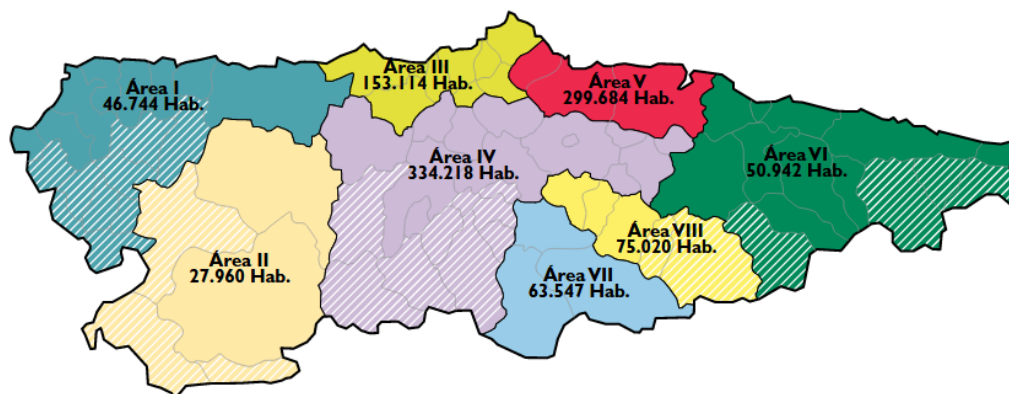 Área I
46.744 Hab.
Área II
27.960 Hab.
Área III
153.114 Hab.
Área IV
334.218 Hab.
Área V
299.684 Hab.
Área VI
50.942 Hab.
Área VII
63.547 Hab.
Área VIII
75.020 Hab.